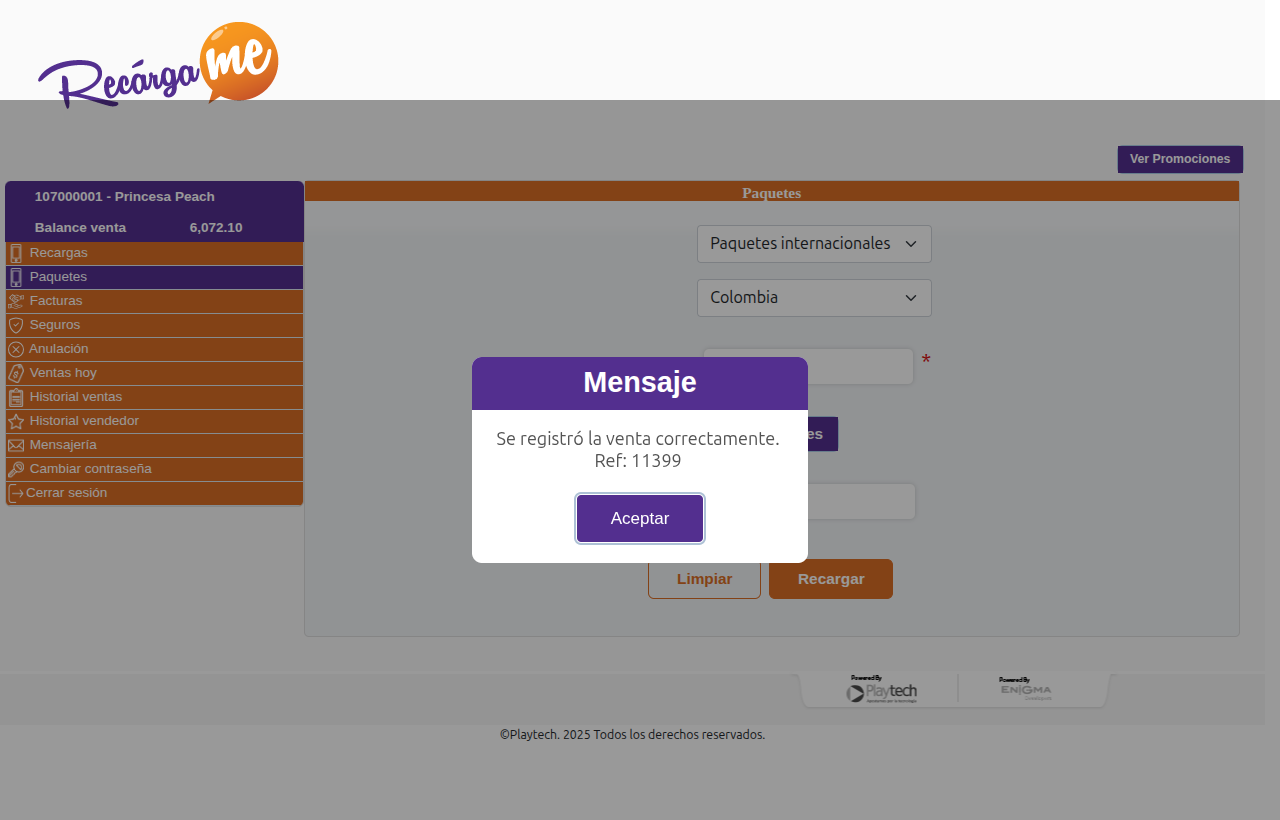 Recárgame
Ver Promociones
107000001 - Princesa Peach
Balance venta 6,072.10
Recargas
Paquetes
Facturas
Seguros
Anulación
Ventas hoy
Historial ventas
Historial vendedor
Mensajería
Cambiar contraseña
Cerrar sesión
Paquetes
Paquetes internacionales
Colombia
*
es
Mensaje
Se registró la venta correctamente.
Ref: 11399
Aceptar
Limpiar
Recargar
Powered By
Playtech
Powered By
ENIGMA
©Playtech. 2025 Todos los derechos reservados.